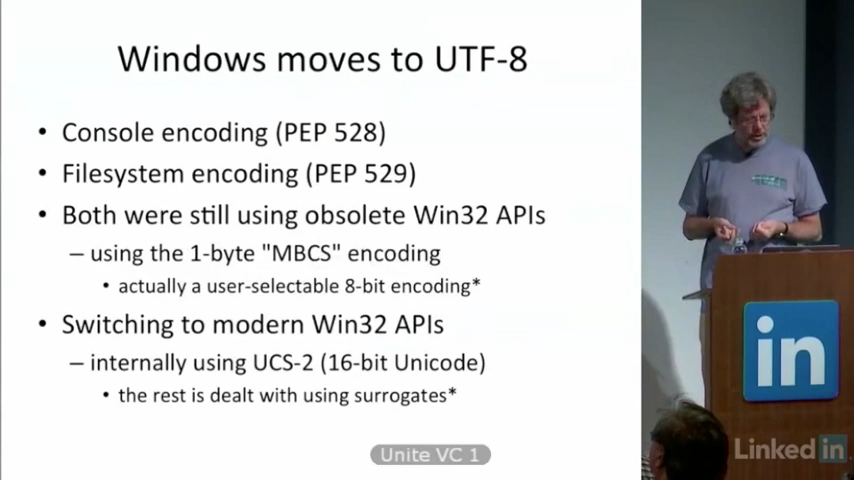 Windows moves to UTF-8
• Console encoding (PEP 528)
• Filesystem encoding (PEP 529)
• Both were still using obsolete Win32 APIs
– using the 1-byte "MBCS" encoding
• actually a user-selectable 8-bit encoding*
• Switching to modern Win32 APIs
– internally using UCS-2 (16-bit Unicode)
• the rest is dealt with using surrogates*
Unite VC 1
in
Linked in